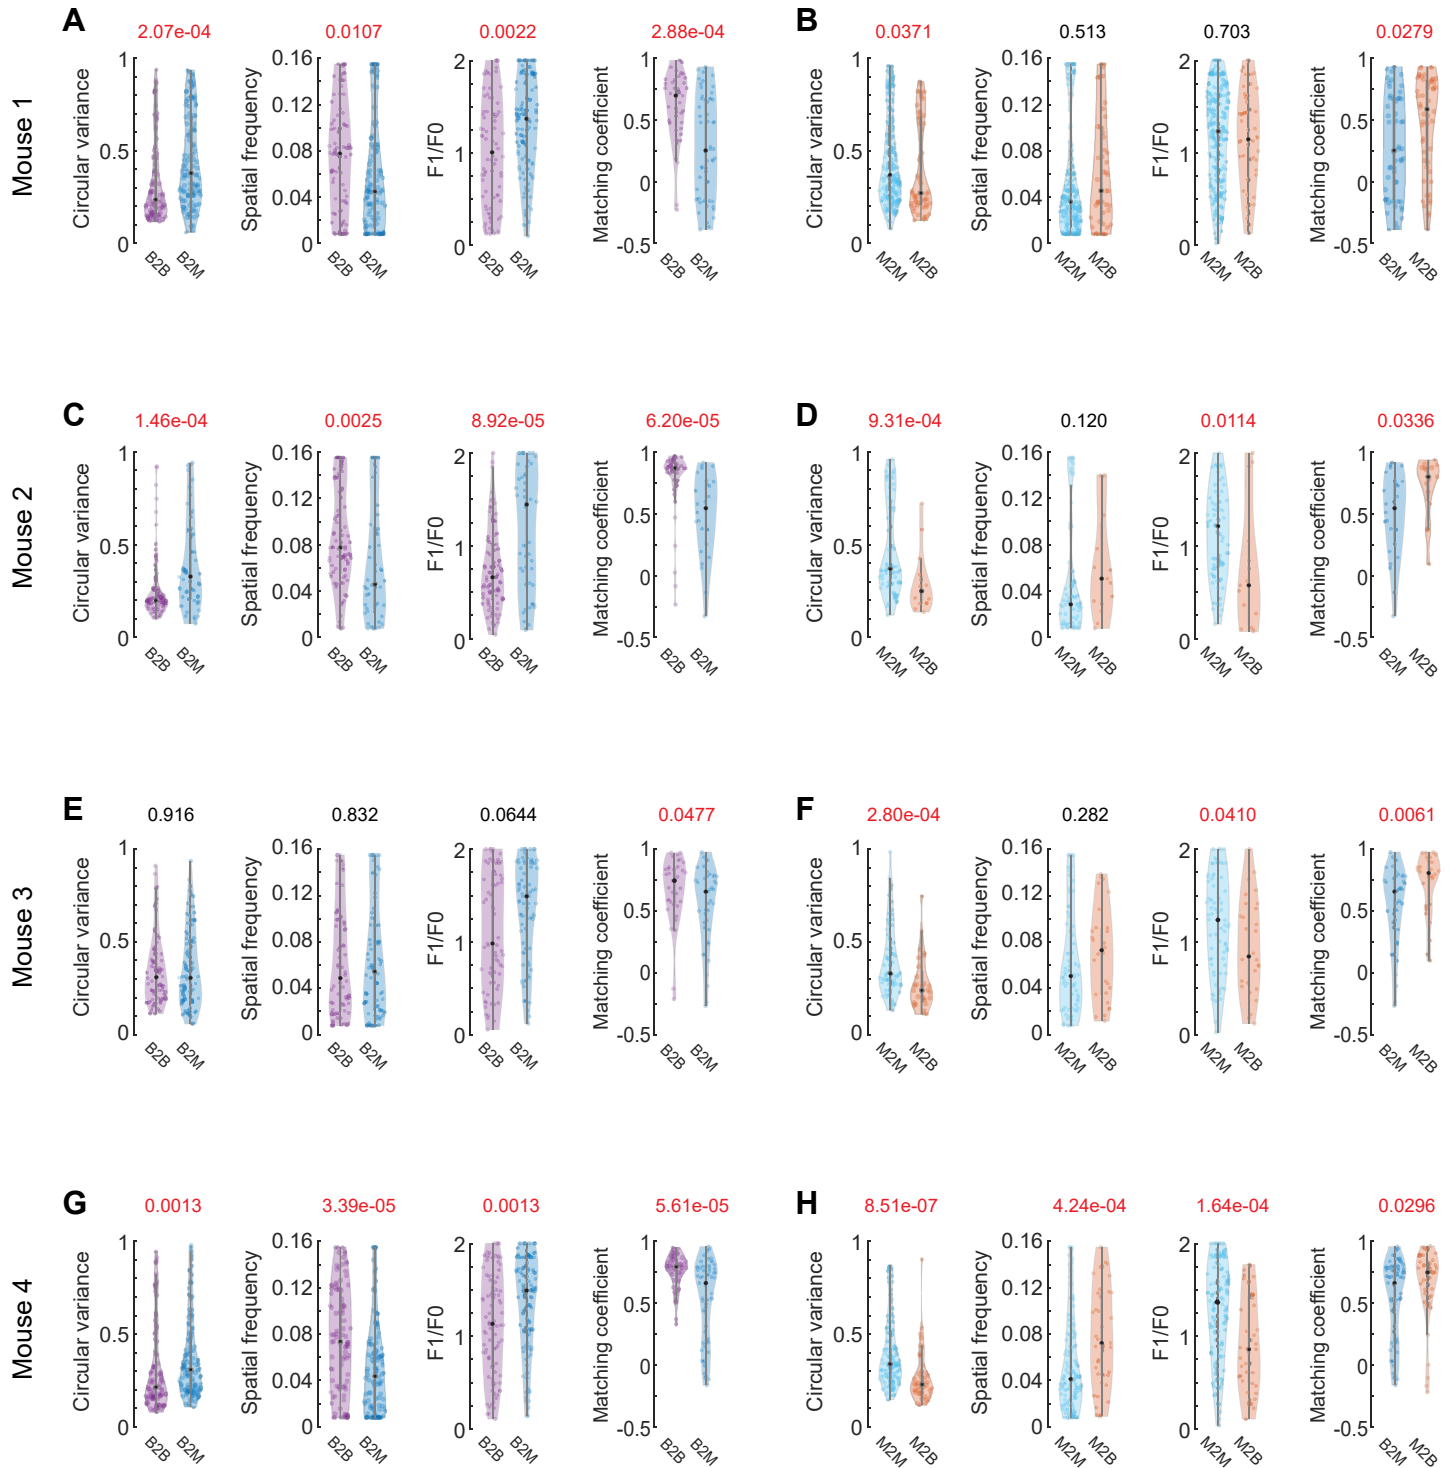 A
B
2.07e-04 0.0107 0.0022 2.88e-04 0.0371 0.513 0.703 0.0279
Mouse 1
Circular variance 1 0.5 0 B2B B2M
Spatial frequency 0.16 0.12 0.08 0.04 0 B2B B2M
F1/F0 2 1 0 B2B B2M
Matching coefficient 1 0.5 0 -0.5 B2B B2M
Circular variance 1 0.5 0 M2M M2B
Spatial frequency 0.16 0.12 0.08 0.04 0 M2M M2B
F1/F0 2 1 0 M2M M2B
Matching coefficient 1 0.5 0 -0.5 B2M M2B
C
D
1.46e-04 0.0025 8.92e-05 6.20e-05 9.31e-04 0.120 0.0114 0.0336
Mouse 2
Circular variance 1 0.5 0 B2B B2M
Spatial frequency 0.16 0.12 0.08 0.04 0 B2B B2M
F1/F0 2 1 0 B2B B2M
Matching coefficient 1 0.5 0 -0.5 B2B B2M
Circular variance 1 0.5 0 M2M M2B
Spatial frequency 0.16 0.12 0.08 0.04 0 M2M M2B
F1/F0 2 1 0 M2M M2B
Matching coefficient 1 0.5 0 -0.5 B2M M2B
E
F
0.916 0.832 0.0644 0.0477 2.80e-04 0.282 0.0410 0.0061
Mouse 3
Circular variance 1 0.5 0 B2B B2M
Spatial frequency 0.16 0.12 0.08 0.04 0 B2B B2M
F1/F0 2 1 0 B2B B2M
Matching coefficient 1 0.5 0 -0.5 B2B B2M
Circular variance 1 0.5 0 M2M M2B
Spatial frequency 0.16 0.12 0.08 0.04 0 M2M M2B
F1/F0 2 1 0 M2M M2B
Matching coefficient 1 0.5 0 -0.5 B2M M2B
G
H
0.0013 3.39e-05 0.0013 5.61e-05 8.51e-07 4.24e-04 1.64e-04 0.0296
Mouse 4
Circular variance 1 0.5 0 B2B B2M
Spatial frequency 0.16 0.12 0.08 0.04 0 B2B B2M
F1/F0 2 1 0 B2B B2M
Matching coefficient 1 0.5 0 -0.5 B2B B2M
Circular variance 1 0.5 0 M2M M2B
Spatial frequency 0.16 0.12 0.08 0.04 0 M2M M2B
F1/F0 2 1 0 M2M M2B
Matching coefficient 1 0.5 0 -0.5 B2M M2B